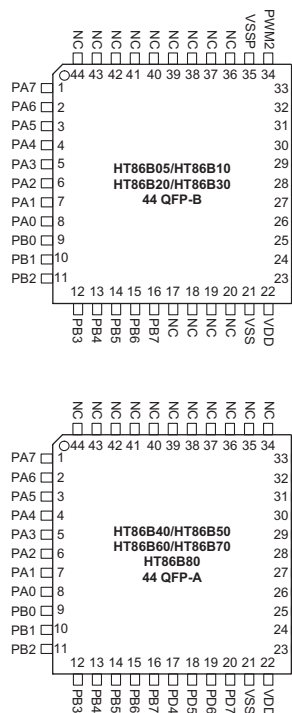 NC NC NC NC NC NC NC NC NC VSSP PWM2
44 43 42 41 40 39 38 37 36 35 34
PA7 1 33
PA6 2 32
PA5 3 31
PA4 4 30
PA3 5 HT86B05/HT86B10 29
PA2 6 HT86B20/HT86B30 28
PA1 7 44 QFP-B 27
PA0 8 26
PB0 9 25
PB1 10 24
PB2 11 23
12 13 14 15 16 17 18 19 20 21 22
PB3 PB4 PB5 PB6 PB7 NC NC NC NC VSS VDD
NC NC NC NC NC NC NC NC NC NC NC
44 43 42 41 40 39 38 37 36 35 34
PA7 1 33
PA6 2 32
PA5 3 31
PA4 4 30
PA3 5 HT86B40/HT86B50 29
PA2 6 HT86B60/HT86B70 28
PA1 7 HT86B80 27
PA0 8 44 QFP-A 26
PB0 9 25
PB1 10 24
PB2 11 23
12 13 14 15 16 17 18 19 20 21 22
PB3 PB4 PB5 PB6 PB7 PD4 PD5 PD6 PD7 VSS VDD